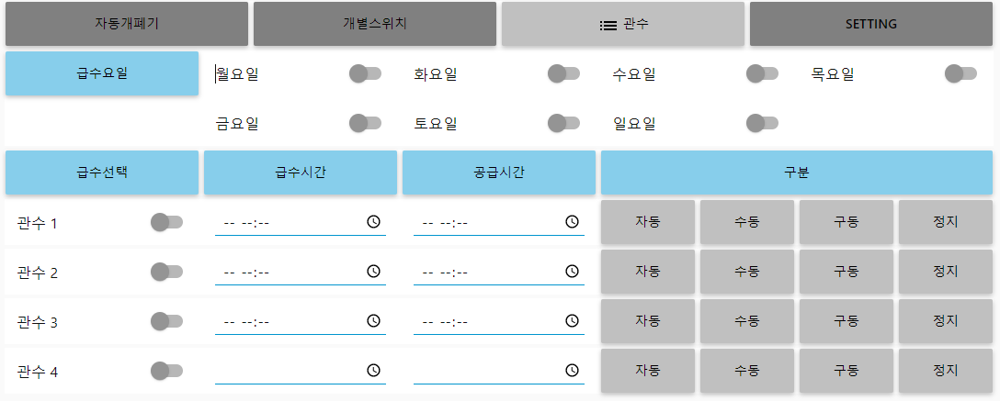 자동개폐기 개별스위치 관수 SETTING
급수요일 월요일 화요일 수요일 목요일
금요일 토요일 일요일
급수선택 급수시간 공급시간 구분
관수 1 -- --:-- -- --:-- 자동 수동 구동 정지
관수 2 -- --:-- -- --:-- 자동 수동 구동 정지
관수 3 -- --:-- -- --:-- 자동 수동 구동 정지
관수 4 자동 수동 구동 정지